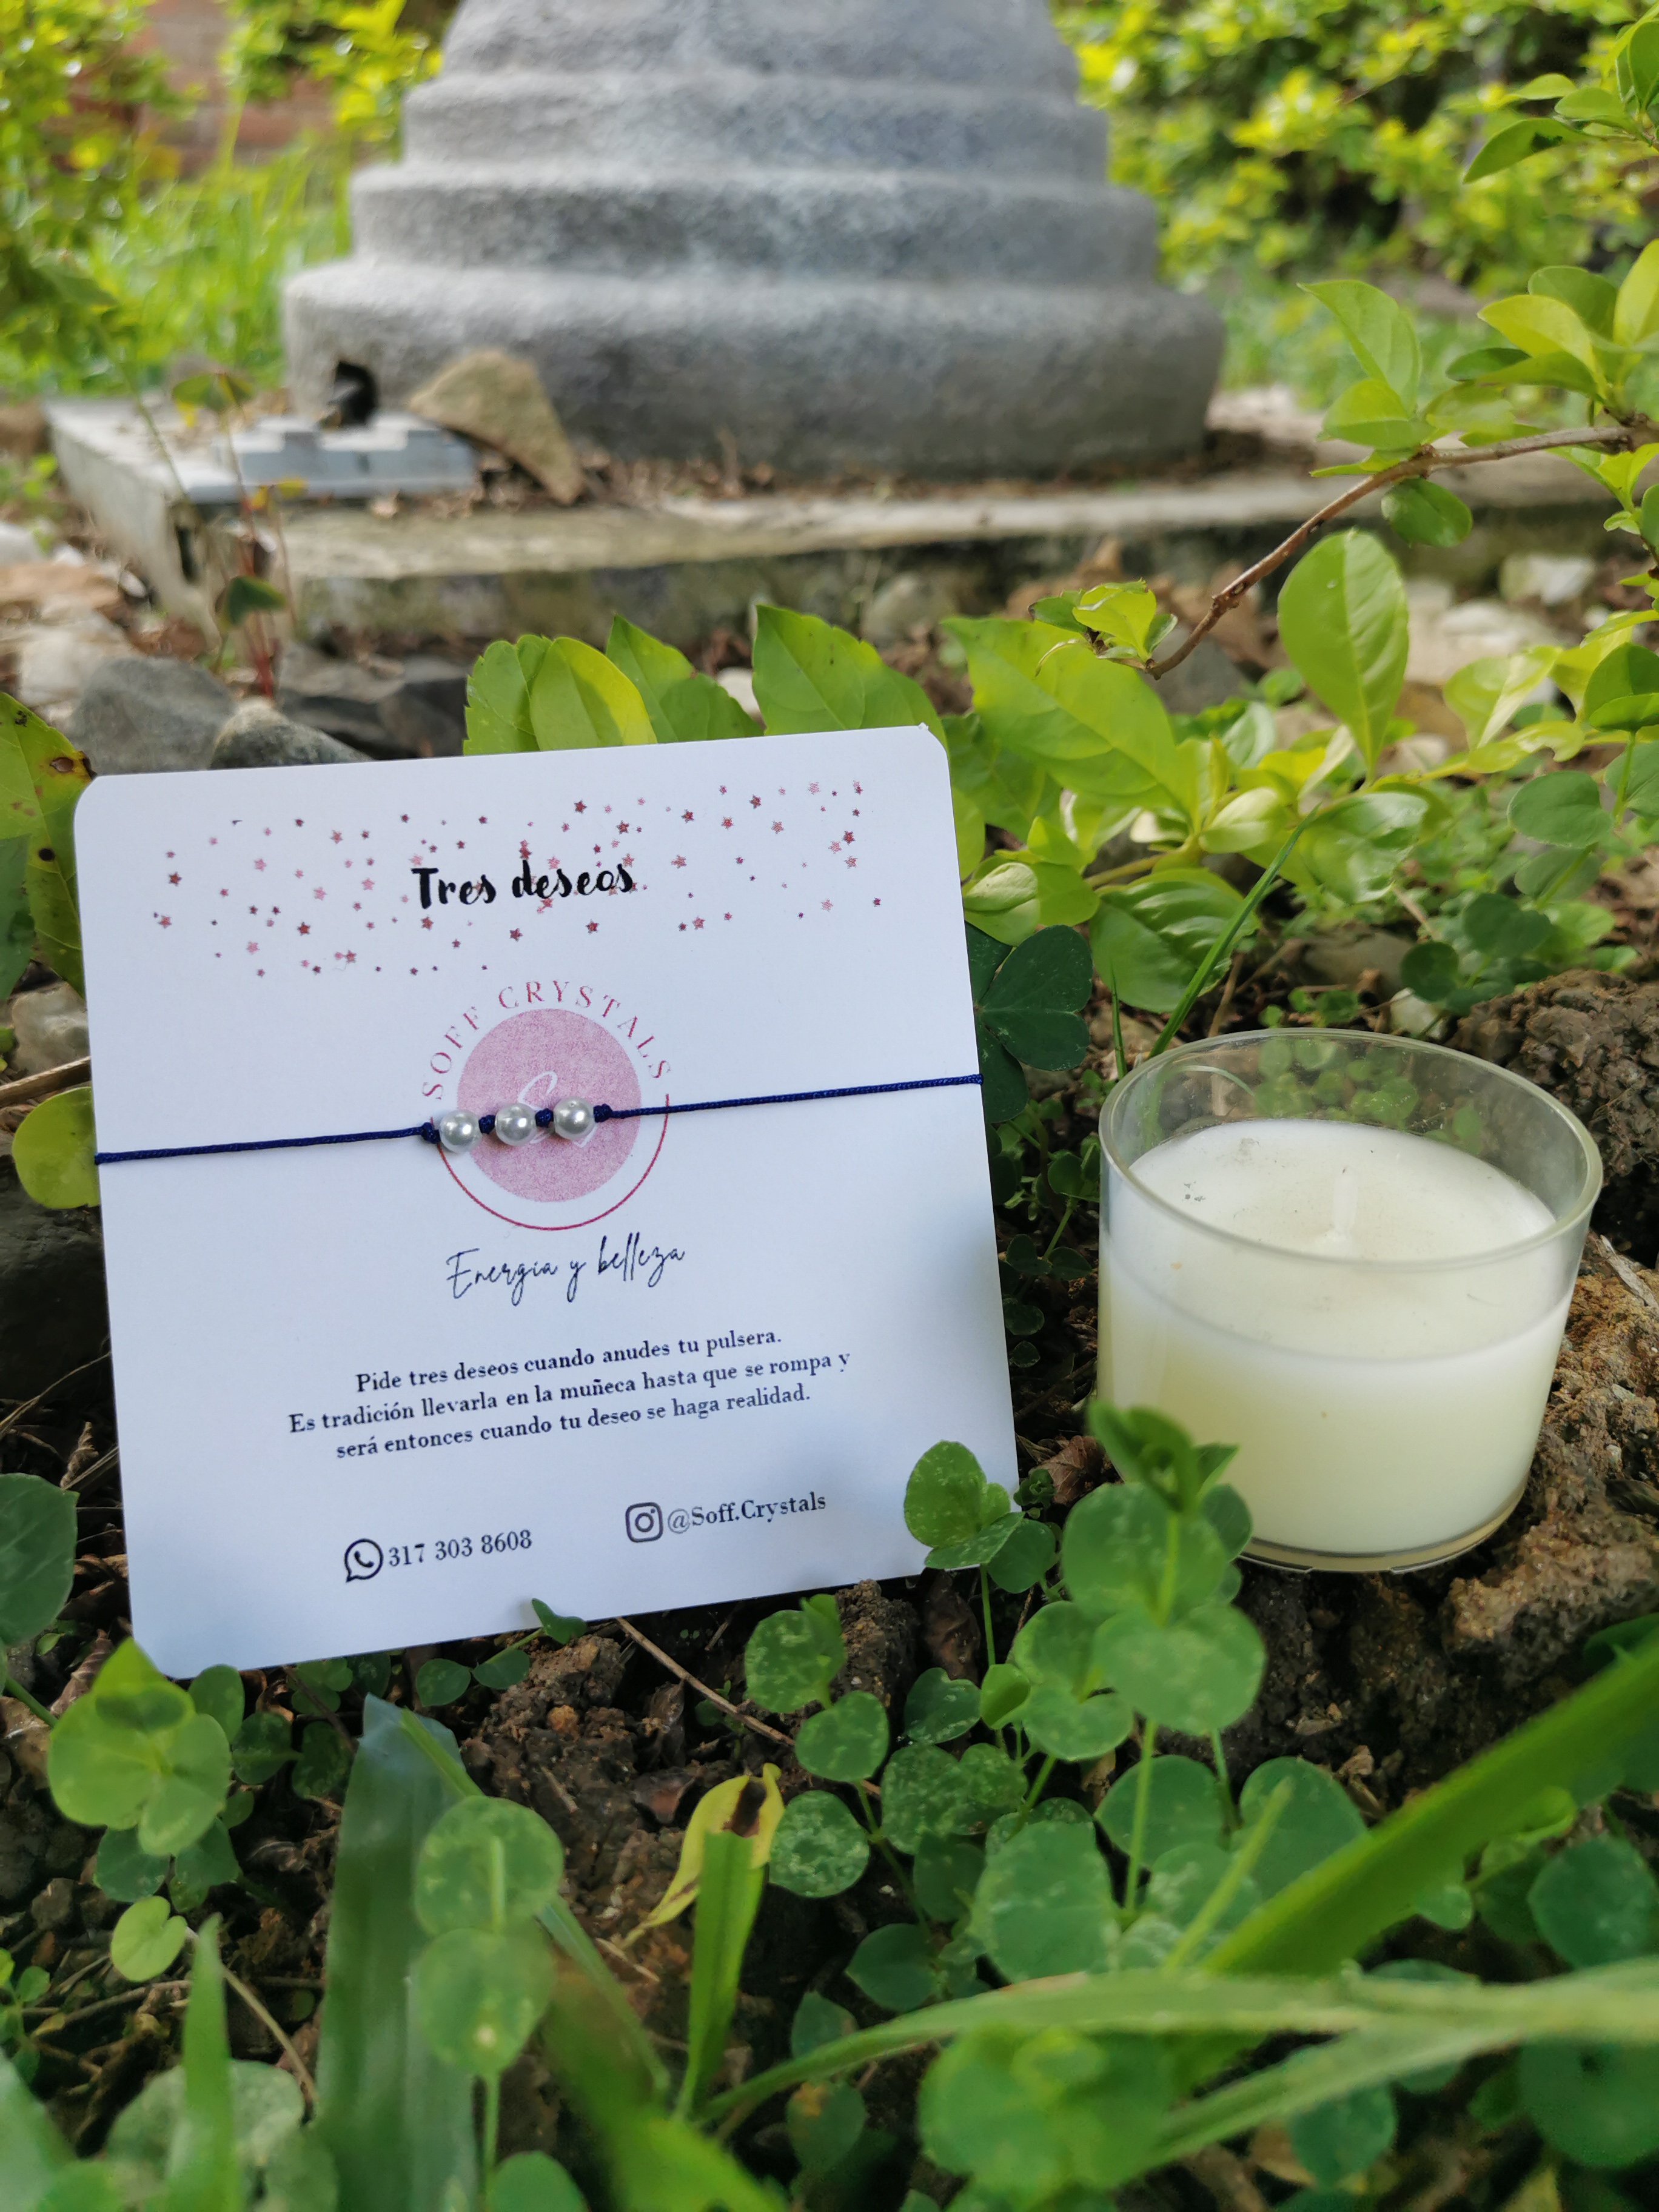 Tres deseos
SOFF CRYSTALS
Energia y belleza
Pide tres deseos cuando anudes tu pulsera.
Es tradición llevarla en la muñeca hasta que se rompa y
será entonces cuando tu deseo se haga realidad.
317 303 8608
@Soff.Crystals